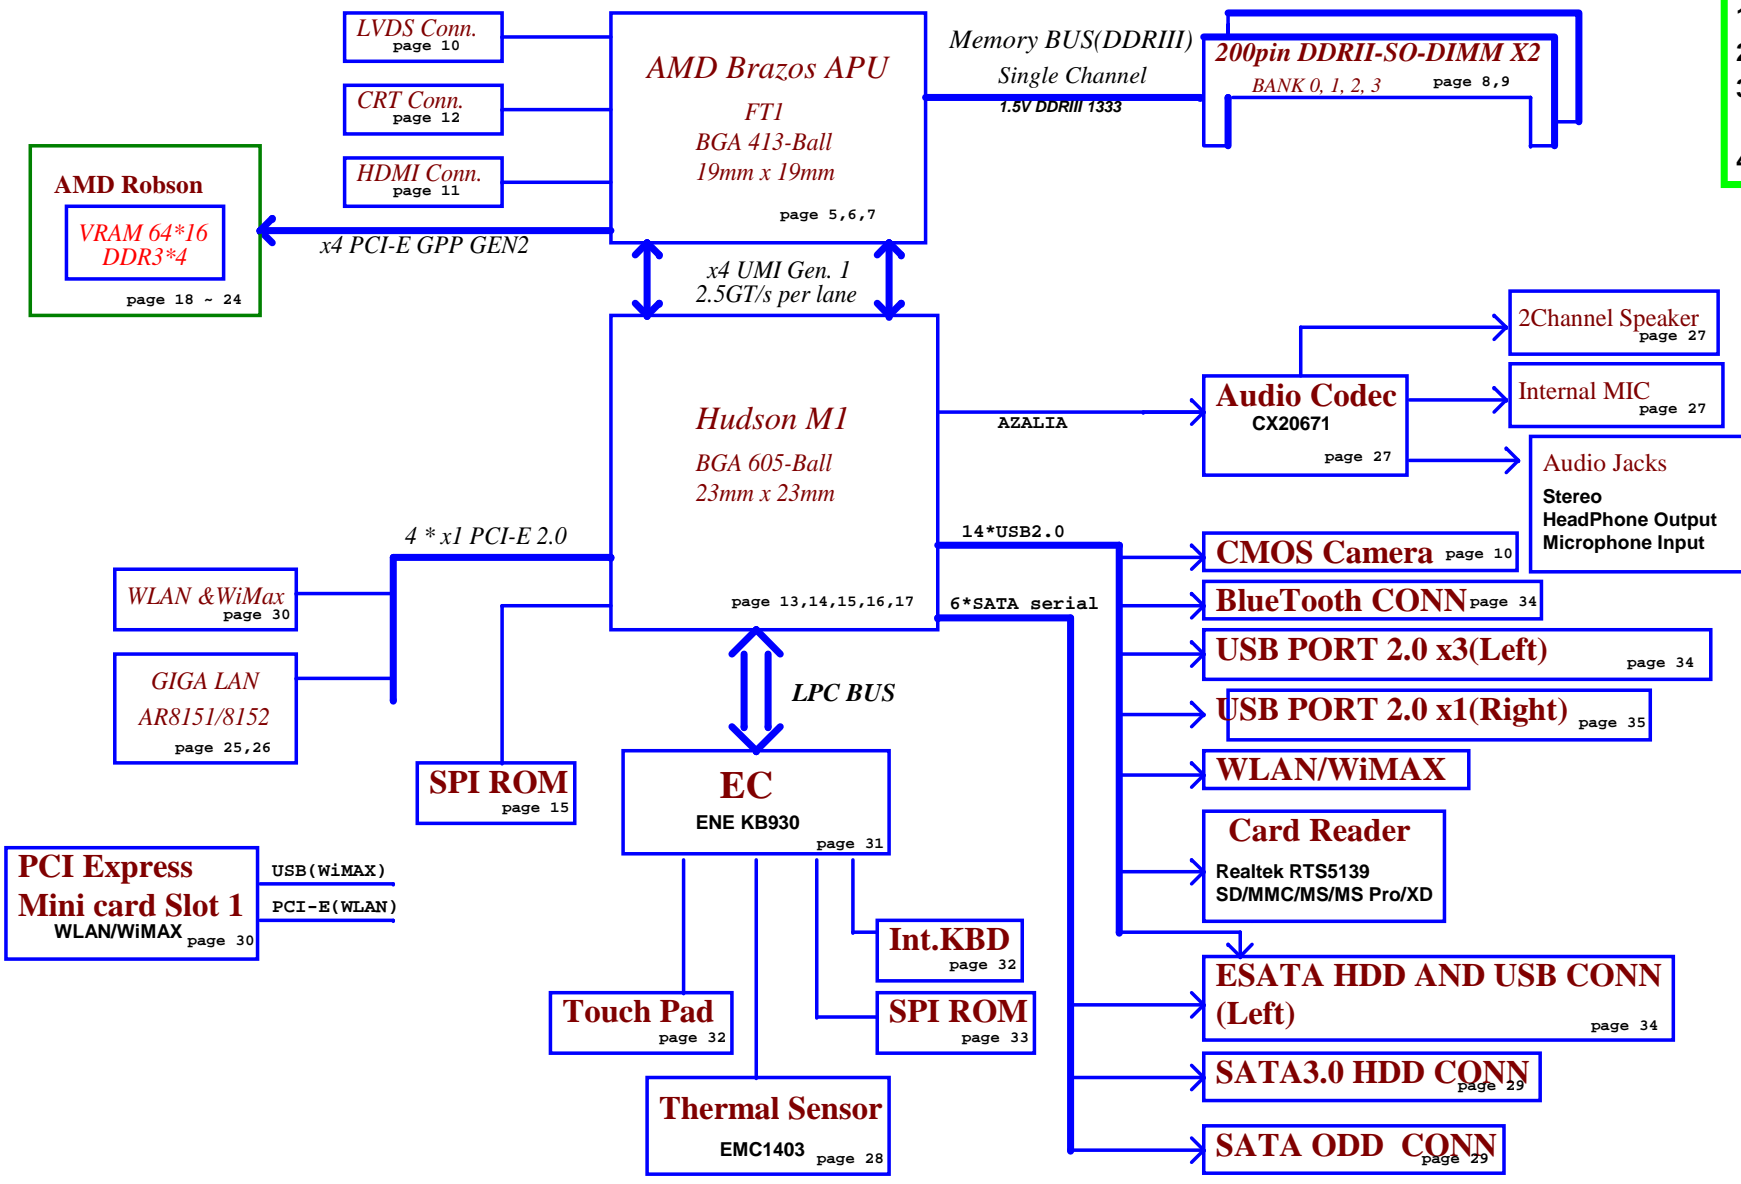 LVDS Conn.
page 10
CRT Conn.
page 12
HDMI Conn.
page 11
AMD Brazos APU
FT1
BGA 413-Ball
19mm x 19mm
page 5,6,7
Memory BUS(DDRIII)
Single Channel
1.5V DDRIII 1333
200pin DDRII-SO-DIMM X2
BANK 0, 1, 2, 3
page 8,9
AMD Robson
VRAM 64*16
DDR3*4
page 18 ~ 24
x4 PCI-E GPP GEN2
x4 UMI Gen. 1
2.5GT/s per lane
Hudson M1
BGA 605-Ball
23mm x 23mm
page 13,14,15,16,17
AZALIA
Audio Codec
CX20671
page 27
2Channel Speaker
page 27
Internal MIC
page 27
Audio Jacks
Stereo
HeadPhone Output
Microphone Input
4 * x1 PCI-E 2.0
WLAN &WiMax
page 30
GIGA LAN
AR8151/8152
page 25,26
14*USB2.0
6*SATA serial
CMOS Camera page 10
BlueTooth CONN page 34
USB PORT 2.0 x3(Left) page 34
USB PORT 2.0 x1(Right) page 35
WLAN/WiMAX
Card Reader
Realtek RTS5139
SD/MMC/MS/MS Pro/XD
ESATA HDD AND USB CONN
(Left)
page 34
SATA3.0 HDD CONN
page 29
SATA ODD CONN
page 29
LPC BUS
SPI ROM
page 15
EC
ENE KB930
page 31
PCI Express
Mini card Slot 1
WLAN/WiMAX
page 30
USB(WiMAX)
PCI-E(WLAN)
Int.KBD
page 32
Touch Pad
page 32
SPI ROM
page 33
Thermal Sensor
EMC1403
page 28